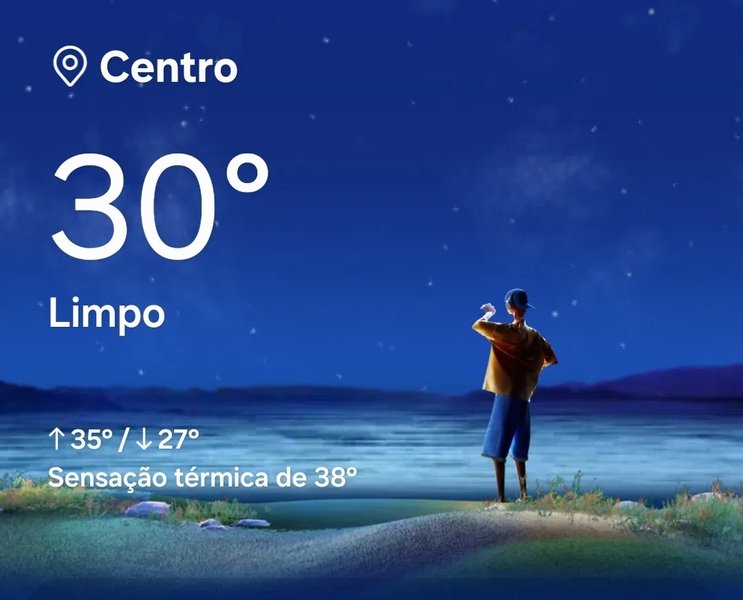 Centro
30°
Limpo
↑35° / ↓27°
Sensação térmica de 38°